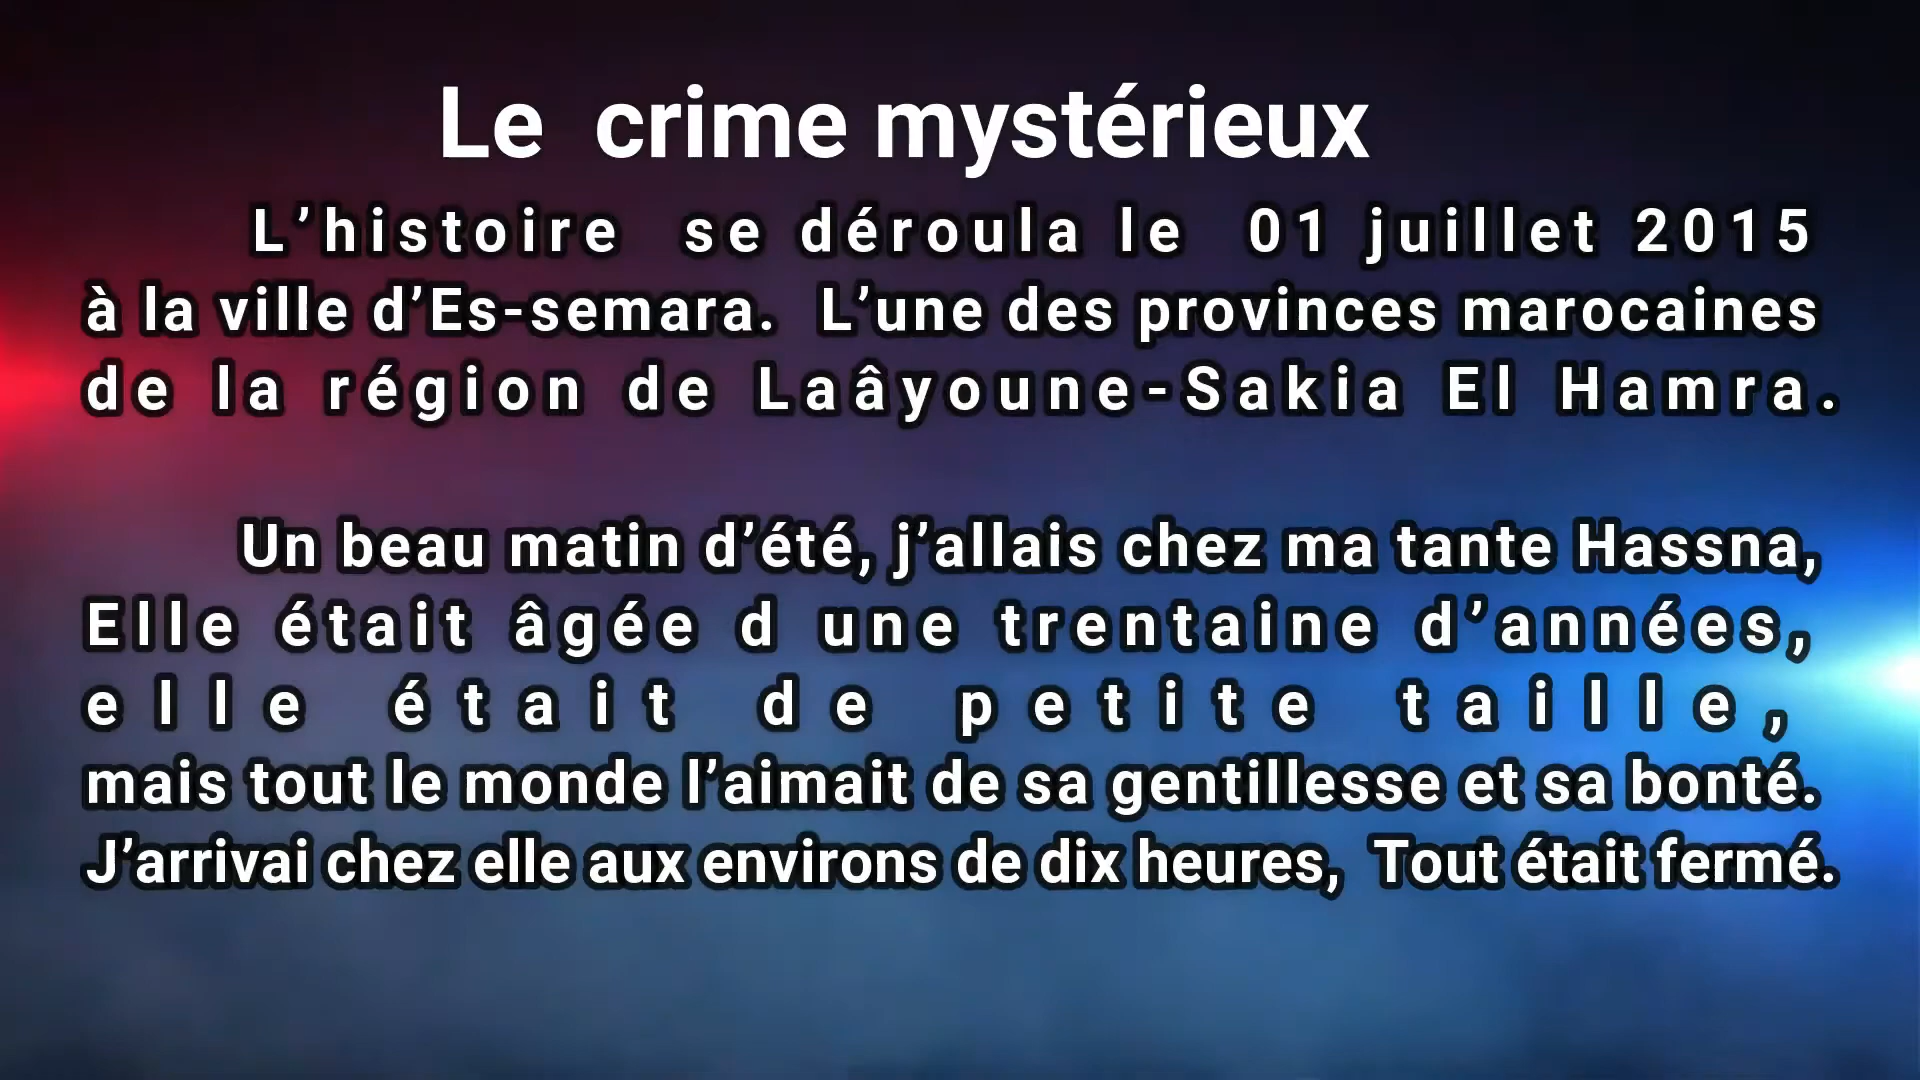 Le crime mystérieux
L’histoire se déroula le 01 juillet 2015
à la ville d’Es-semara. L’une des provinces marocaines
de la région de Laâyoune-Sakia El Hamra.
Un beau matin d’été, j’allais chez ma tante Hassna,
Elle était âgée d une trentaine d’années,
elle était de petite taille,
mais tout le monde l’aimait de sa gentillesse et sa bonté.
J’arrivai chez elle aux environs de dix heures, Tout était fermé.